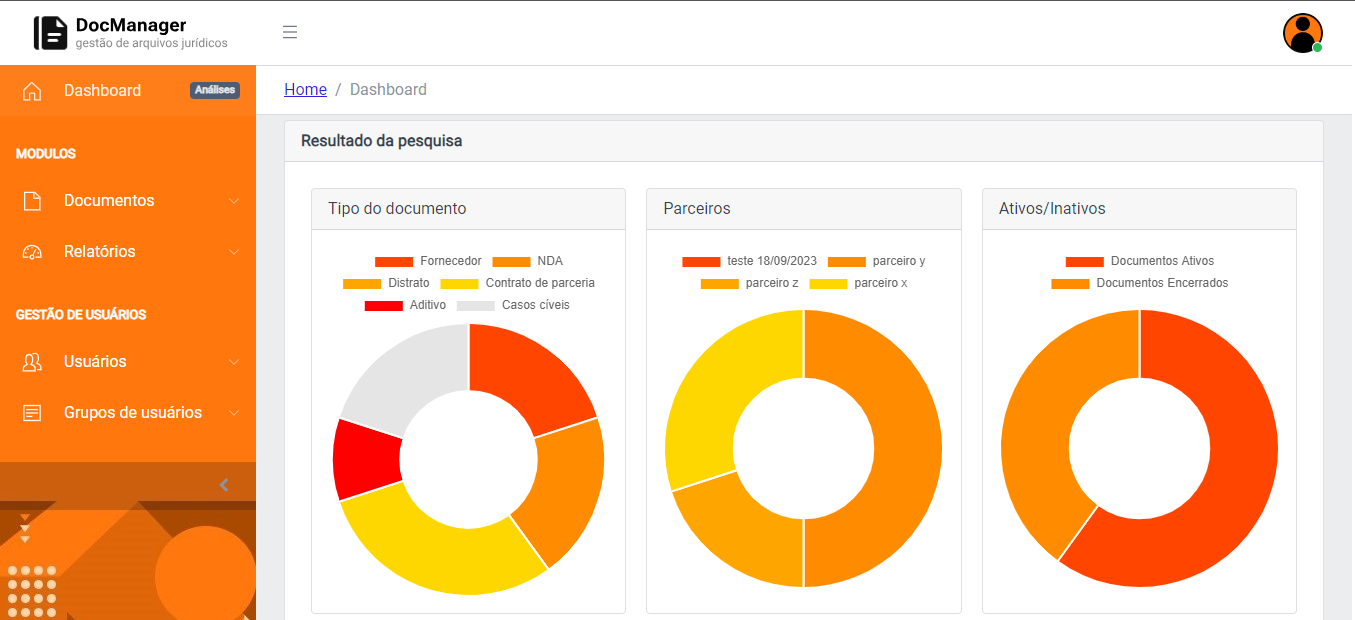 DocManager
gestão de arquivos jurídicos
Dashboard Análises
MODULOS
Documentos
Relatórios
GESTÃO DE USUÁRIOS
Usuários
Grupos de usuários
Home / Dashboard
Resultado da pesquisa
Tipo do documento
Fornecedor NDA
Distrato Contrato de parceria
Aditivo Casos cíveis
Parceiros
teste 18/09/2023 parceiro y
parceiro z parceiro x
Ativos/Inativos
Documentos Ativos
Documentos Encerrados